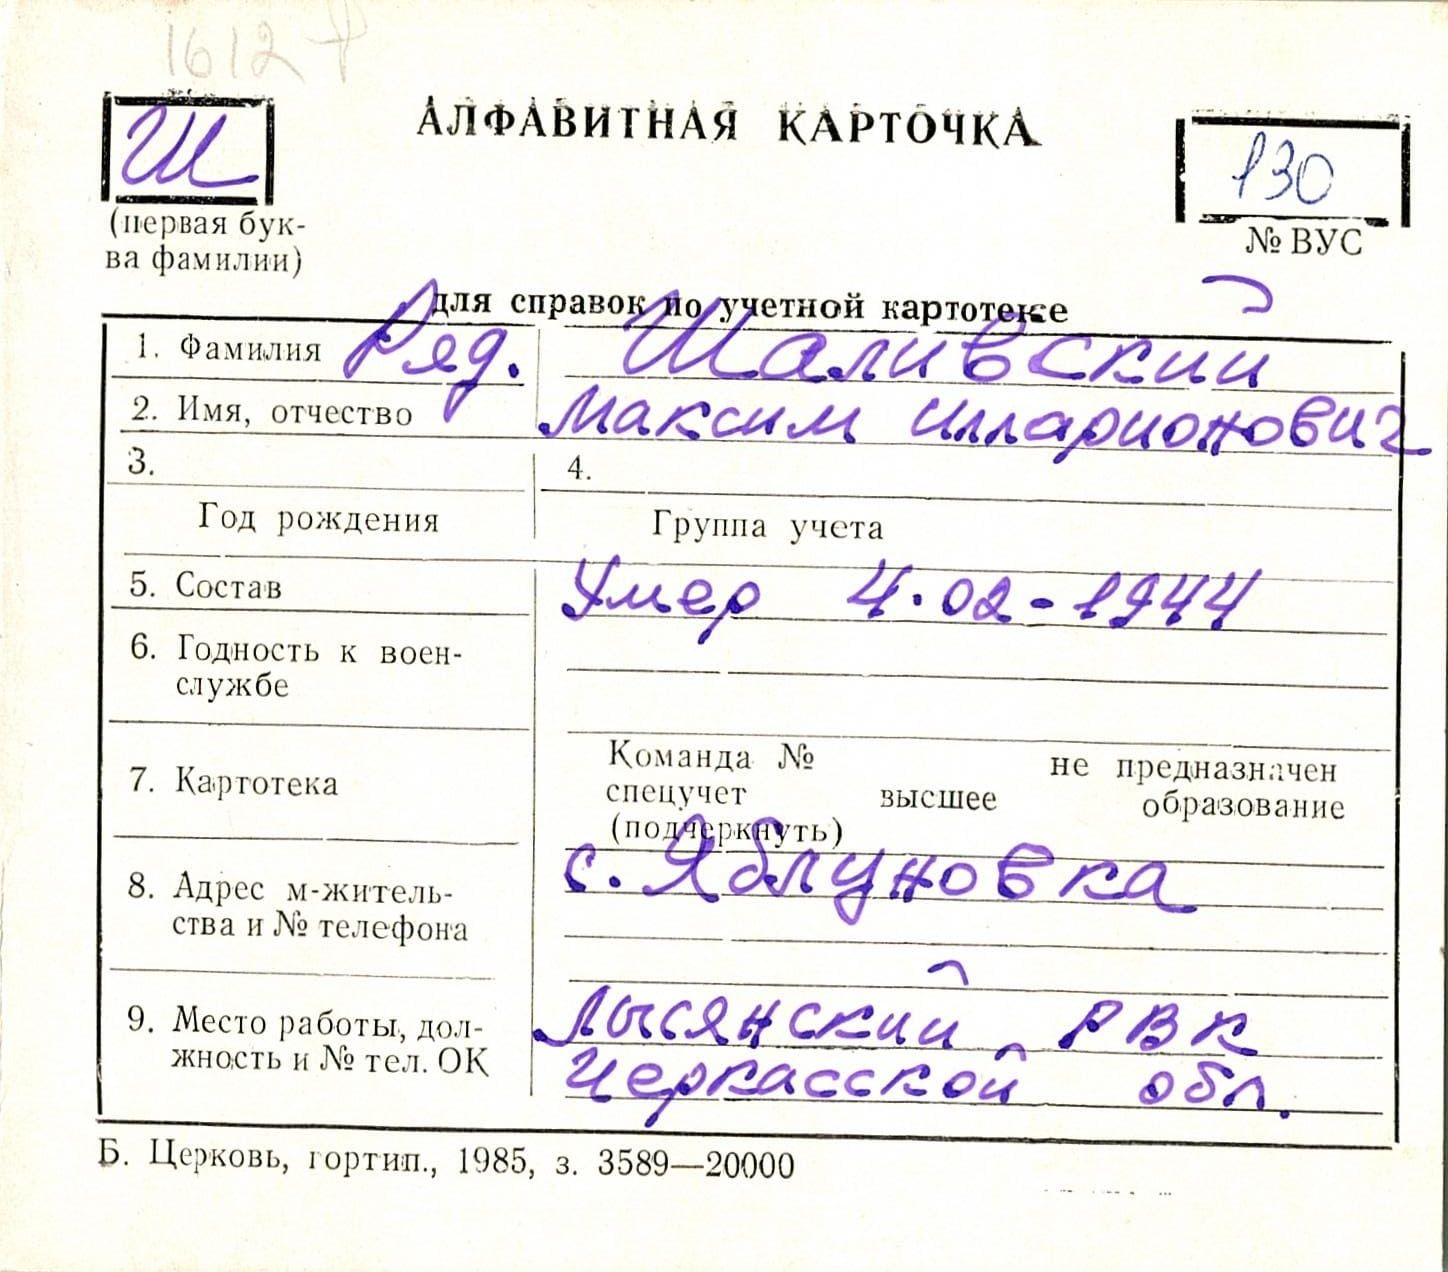 1612
Ш
АЛФАВИТНАЯ КАРТОЧКА
130
(первая бук-
ва фамилии)
№ ВУС
для справок по учетной картотеке
1. Фамилия Ряд. Шаливский
2. Имя, отчество Максим Илларионович
3. 4.
Год рождения Группа учета
5. Состав Умер 4.02-1944
6. Годность к воен-
службе
Команда № не предназначен
7. Картотека спецучет высшее образование
(подчеркнуть)
с. Яблуновка
8. Адрес м-житель-
ства и № телефона
9. Место работы, дол- Лысянский РВК
жность и № тел. ОК Черкасской обл.
Б. Церковь, гортип., 1985, з. 3589—20000